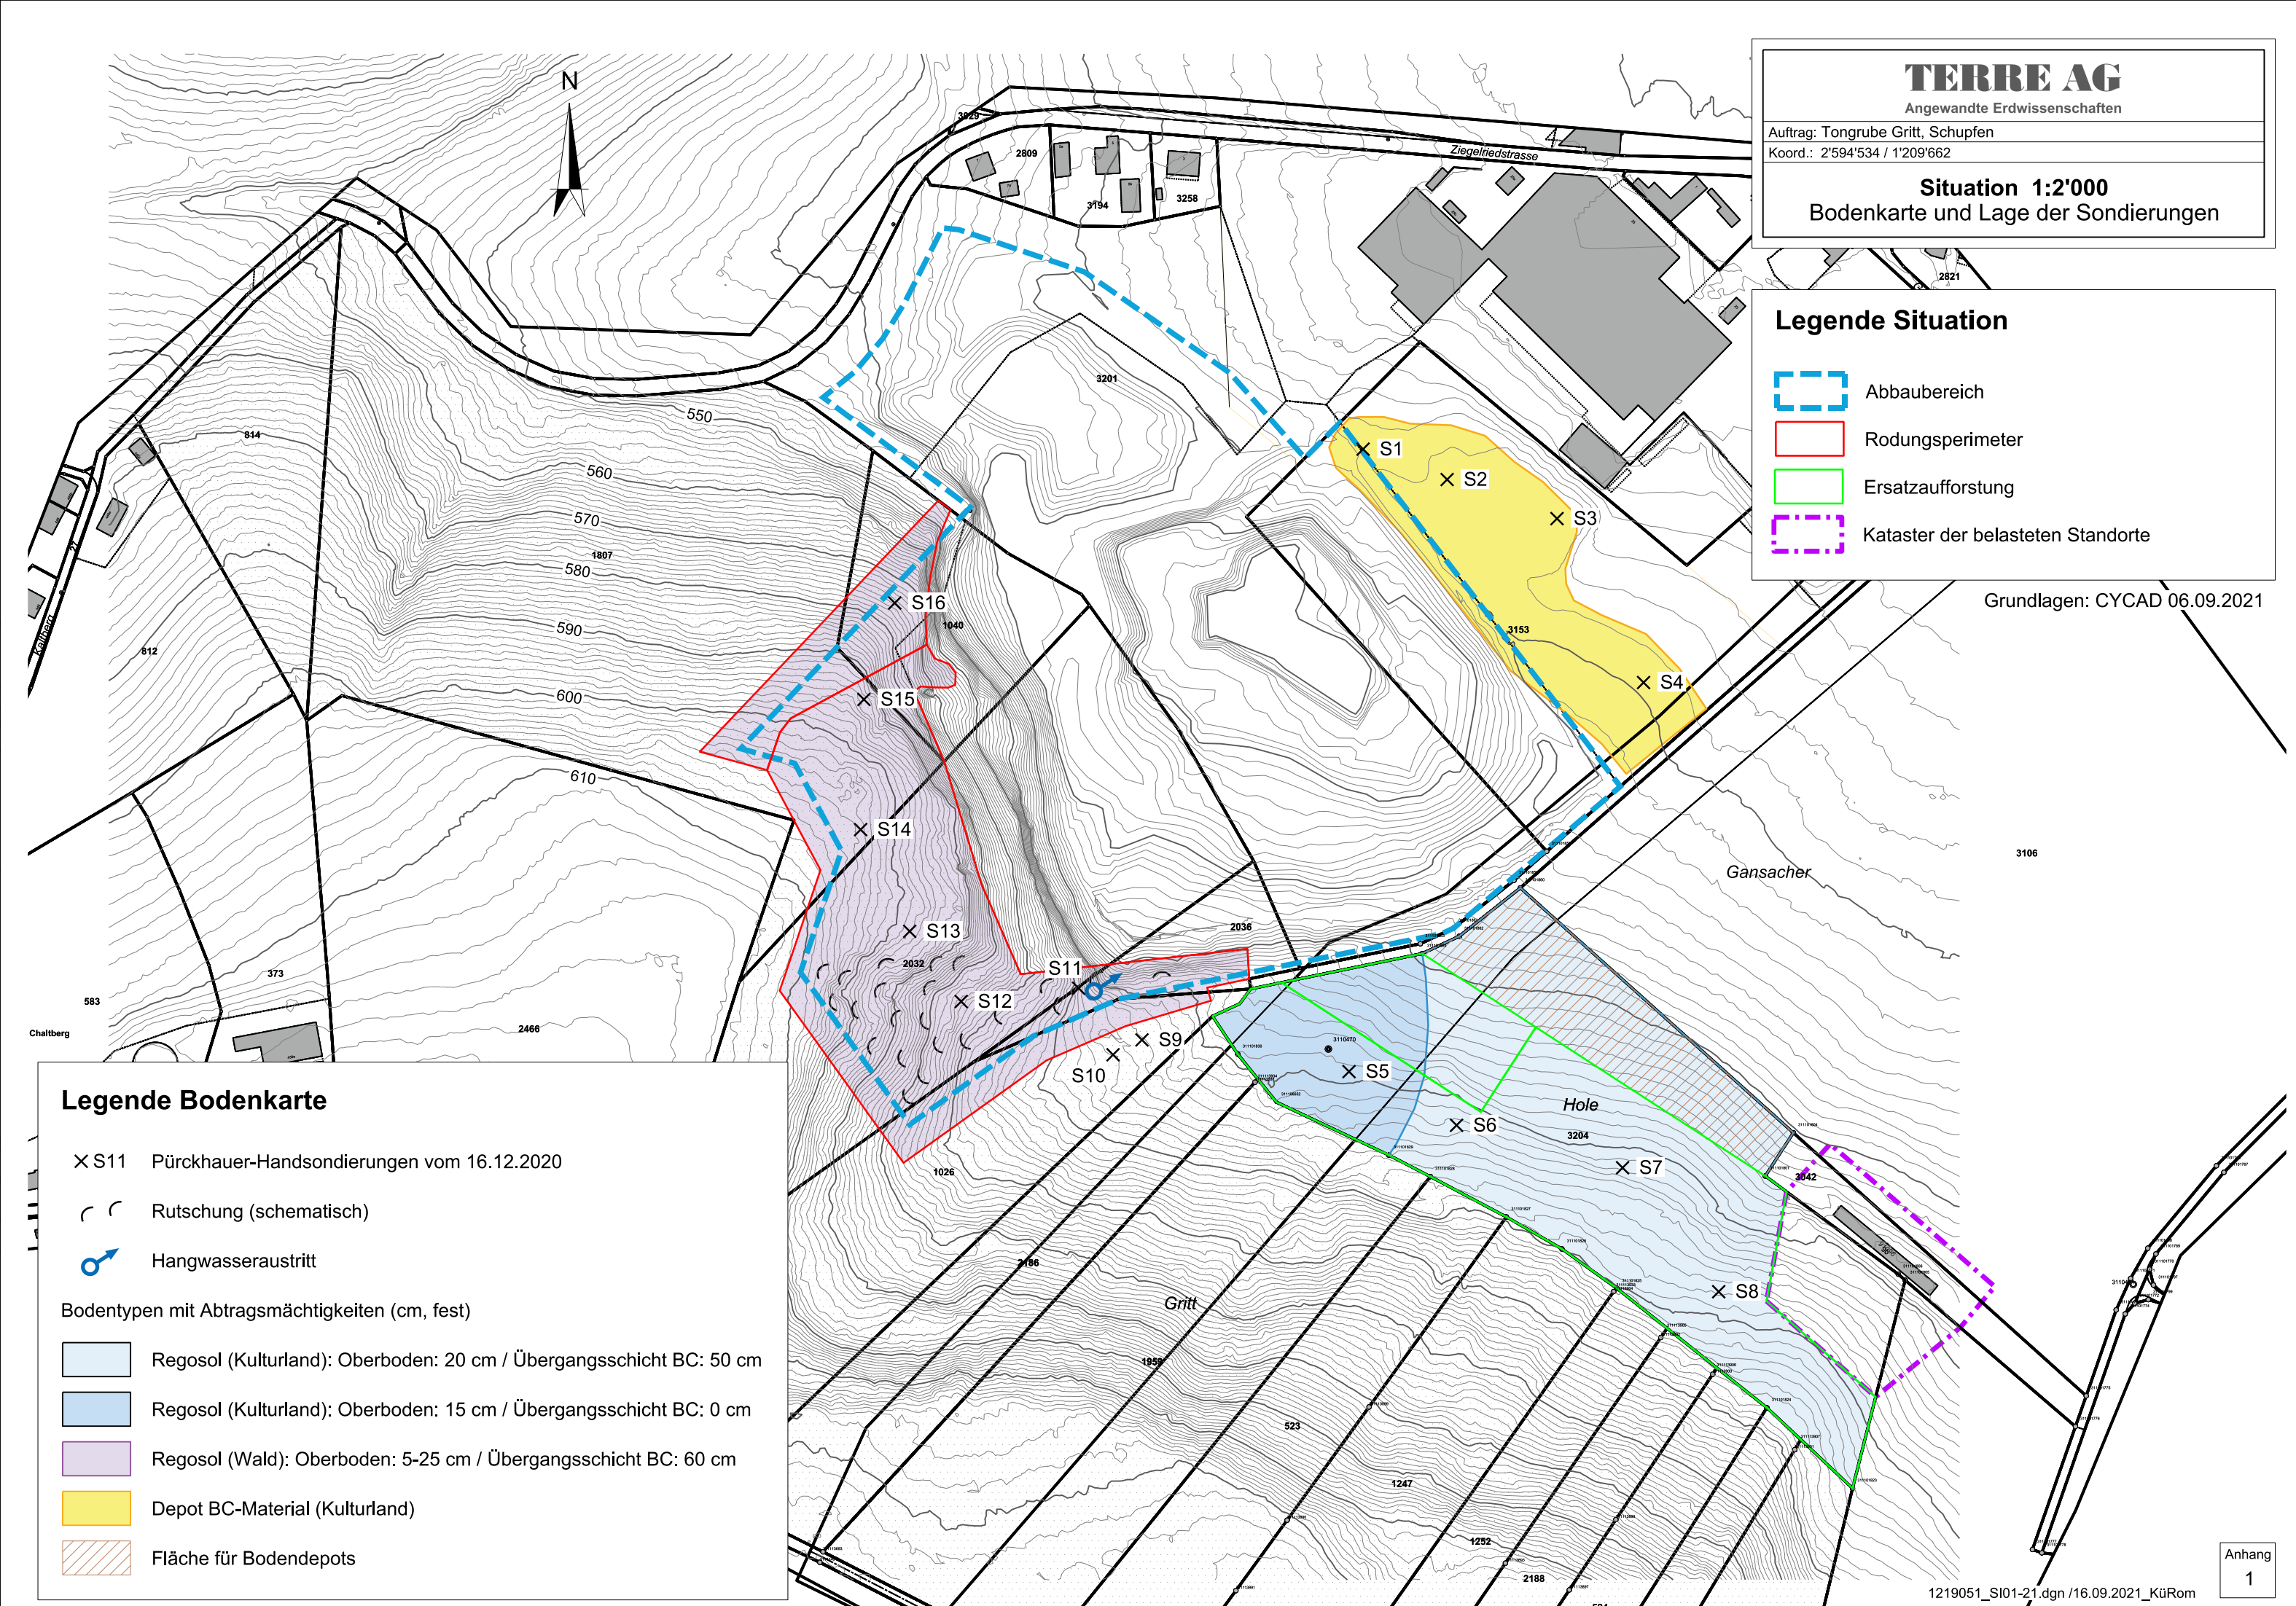 TERRE AG
Angewandte Erdwissenschaften
Auftrag: Tongrube Gritt, Schupfen
Koord.: 2'594'534 / 1'209'662
Situation 1:2'000
Bodenkarte und Lage der Sondierungen
Legende Situation
Abbaubereich
Rodungsperimeter
Ersatzaufforstung
Kataster der belasteten Standorte
Grundlagen: CYCAD 06.09.2021
N
3029
2809
3194
3258
Ziegelriedstrasse
4
2821
3201
814
550
560
570
1807
580
590
600
610
27
Kaltberg
812
1040
3153
S1
S2
S3
S4
S16
S15
S14
S13
S11
S12
S9
S10
S5
S6
S7
S8
2032
2036
3110470
Gansacher
3106
373
583
Chaltberg
2466
Hole
3204
3042
1026
2186
Gritt
1959
523
1247
1252
2188
Legende Bodenkarte
S11 Pürckhauer-Handsondierungen vom 16.12.2020
Rutschung (schematisch)
Hangwasseraustritt
Bodentypen mit Abtragsmächtigkeiten (cm, fest)
Regosol (Kulturland): Oberboden: 20 cm / Übergangsschicht BC: 50 cm
Regosol (Kulturland): Oberboden: 15 cm / Übergangsschicht BC: 0 cm
Regosol (Wald): Oberboden: 5-25 cm / Übergangsschicht BC: 60 cm
Depot BC-Material (Kulturland)
Fläche für Bodendepots
Anhang
1
1219051_SI01-21.dgn /16.09.2021_KüRom